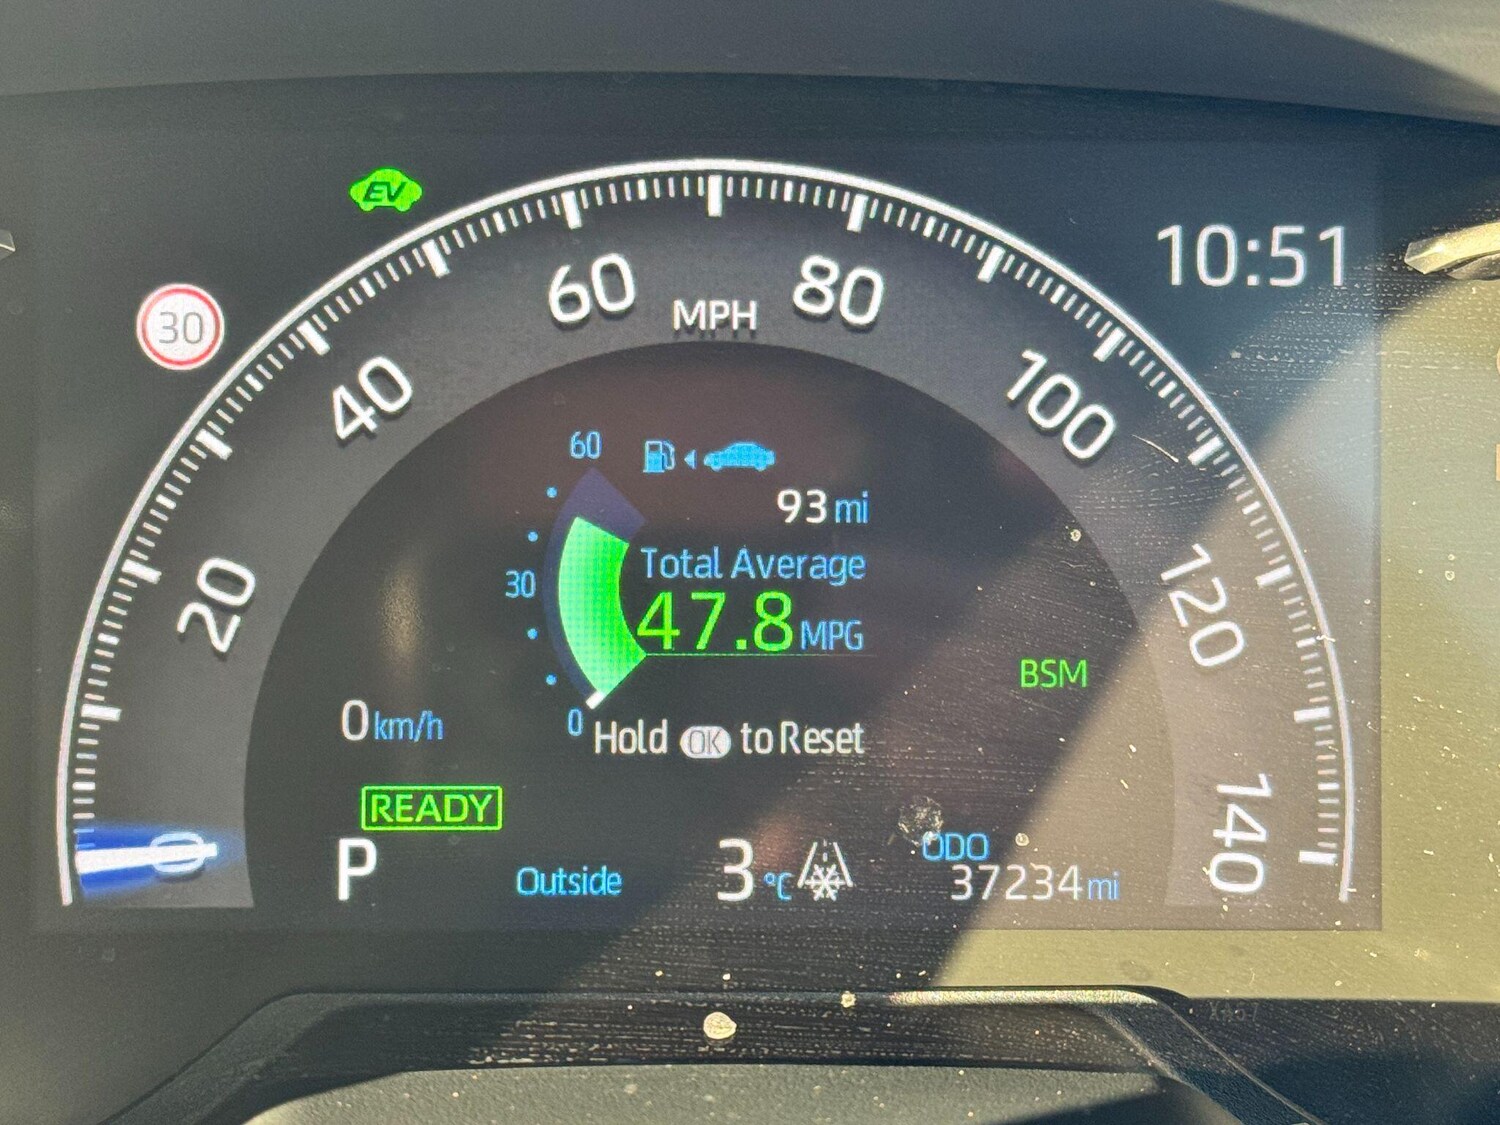 EV
10:51
30
0
20
40
60
MPH
80
100
120
140
60
30
0
93 mi
Total Average
47.8 MPG
BSM
0 km/h
Hold OK to Reset
READY
P
Outside
3 °C
ODO
37234 mi